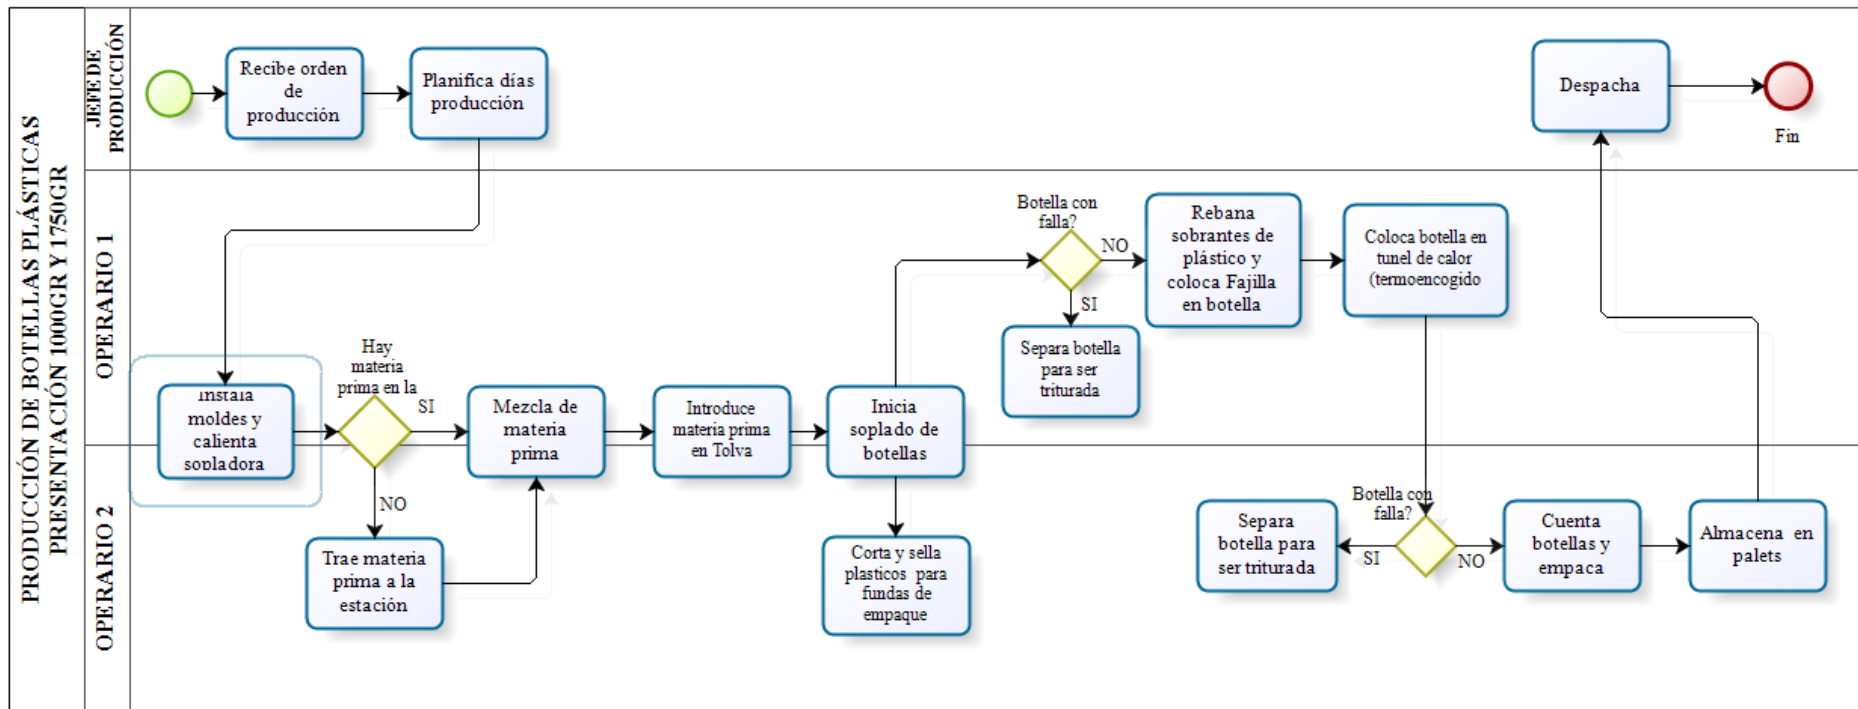 PRODUCCIÓN DE BOTELLAS PLÁSTICAS
PRESENTACIÓN 1000GR Y 1750GR
JEFE DE
PRODUCCIÓN
Recibe orden
de
producción
Planifica días
producción
Despacha
Fin
OPERARIO 1
Instala
moldes y
calienta
sopladora
Hay
materia
prima en la
SI
NO
Mezcla de
materia
prima
Introduce
materia prima
en Tolva
Inicia
soplado de
botellas
Botella con
falla?
NO
SI
Separa botella
para ser
triturada
Rebana
sobrantes de
plástico y
coloca Fajilla
en botella
Coloca botella en
tunel de calor
(termoencogido
OPERARIO 2
Trae materia
prima a la
estación
Corta y sella
plasticos para
fundas de
empaque
Botella con
falla?
SI
NO
Separa
botella para
ser triturada
Cuenta
botellas y
empaca
Almacena en
palets